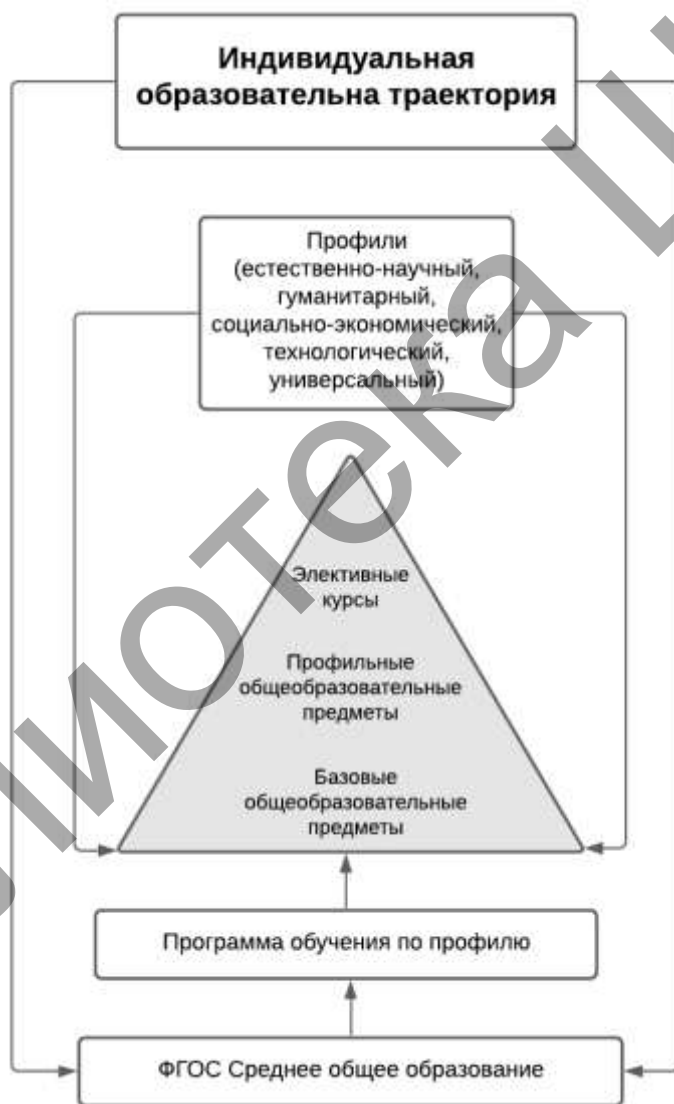 Индивидуальная
образовательна траектория
Профили
(естественно-научный,
гуманитарный,
социально-экономический,
технологический,
универсальный)
Элективные
курсы
Профильные
общеобразовательные
предметы
Базовые
общеобразовательные
предметы
Программа обучения по профилю
ФГОС Среднее общее образование